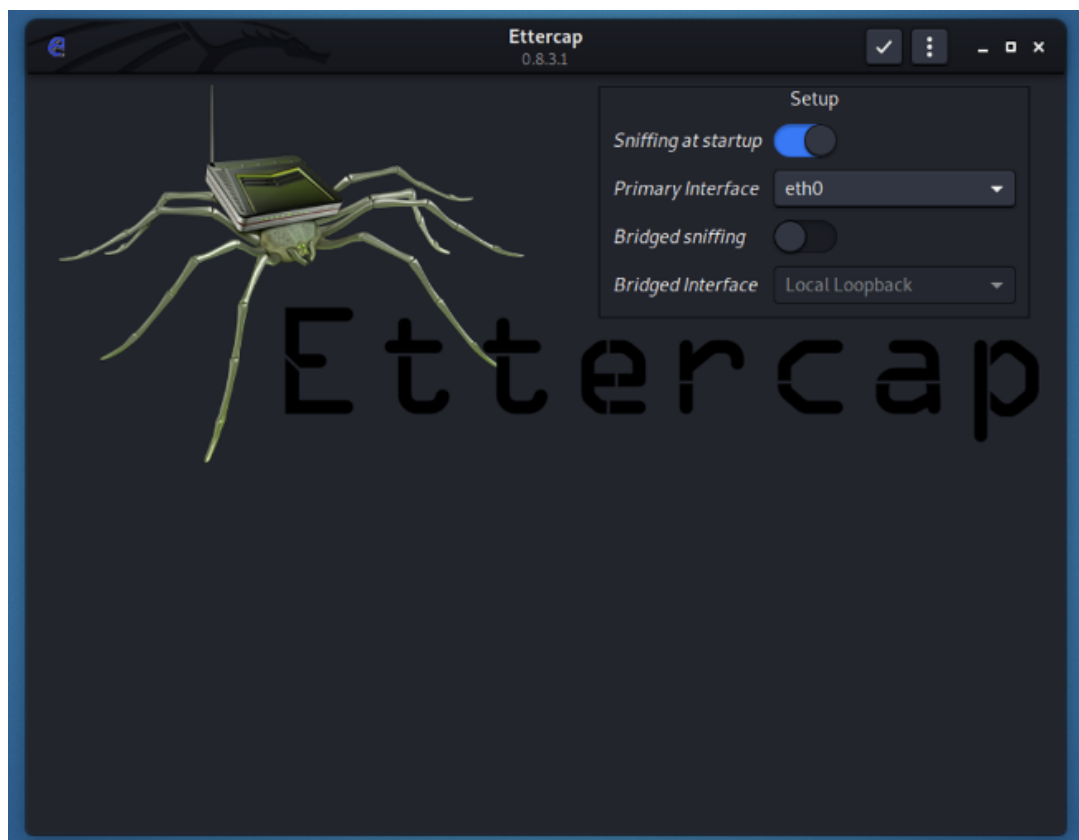 Ettercap
0.8.3.1
Setup
Sniffing at startup
Primary Interface eth0
Bridged sniffing
Bridged Interface Local Loopback
Ettercap